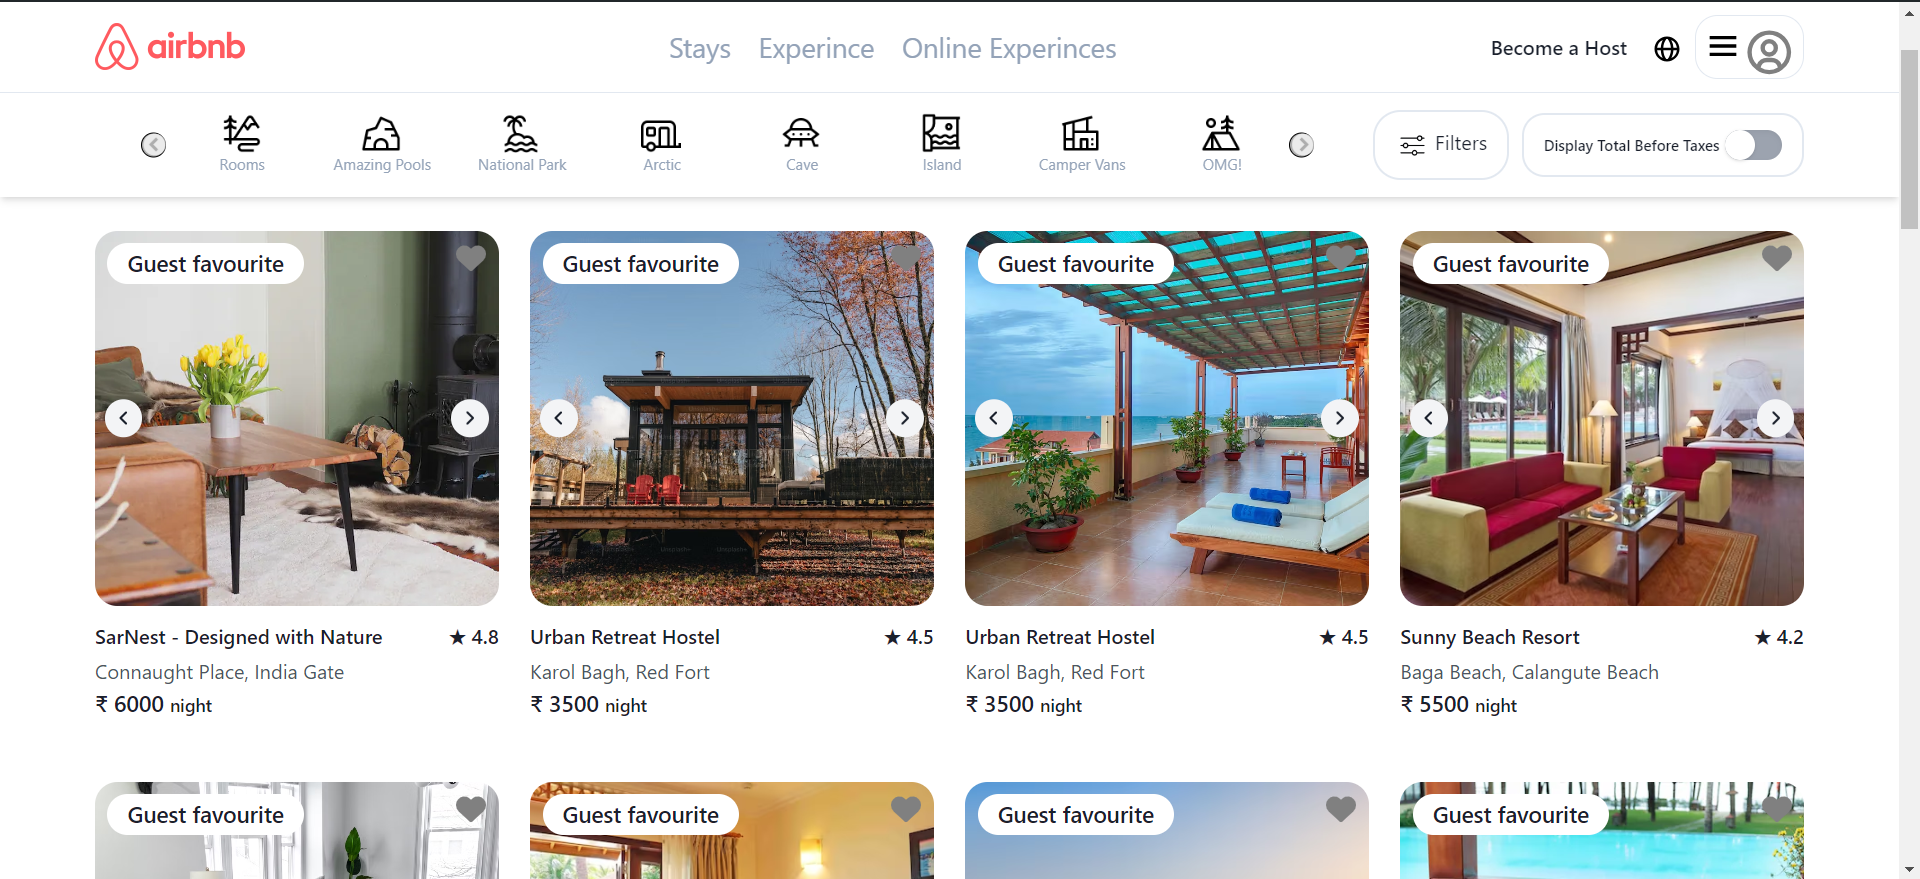 airbnb
Stays Experince Online Experinces
Become a Host
Rooms
Amazing Pools
National Park
Arctic
Cave
Island
Camper Vans
OMG!
Filters
Display Total Before Taxes
Guest favourite
Guest favourite
Guest favourite
Guest favourite
SarNest - Designed with Nature ★ 4.8
Connaught Place, India Gate
₹ 6000 night
Urban Retreat Hostel ★ 4.5
Karol Bagh, Red Fort
₹ 3500 night
Urban Retreat Hostel ★ 4.5
Karol Bagh, Red Fort
₹ 3500 night
Sunny Beach Resort ★ 4.2
Baga Beach, Calangute Beach
₹ 5500 night
Guest favourite
Guest favourite
Guest favourite
Guest favourite